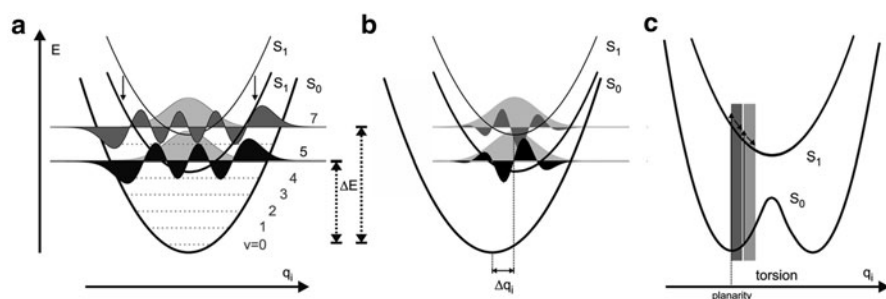 a
E
S1
S1
S0
7
5
4
3
2
1
v=0
ΔE
qi
b
S1
S0
Δqi
c
S1
S0
torsion
qi
planarity